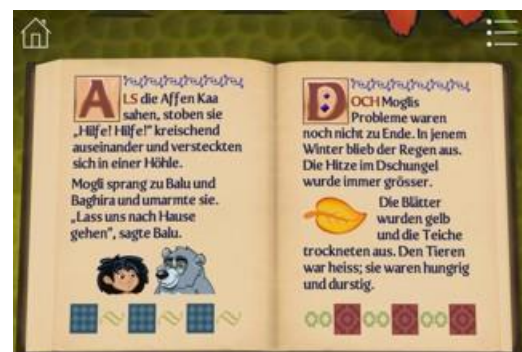 ALS die Affen Kaa
sahen, stoben sie
„Hilfe! Hilfe!” kreischend
auseinander und versteckten
sich in einer Höhle.
Mogli sprang zu Balu und
Baghira und umarmte sie.
„Lass uns nach Hause
gehen”, sagte Balu.
DOCH Moglis
Probleme waren
noch nicht zu Ende. In jenem
Winter blieb der Regen aus.
Die Hitze im Dschungel
wurde immer grösser.
Die Blätter
wurden gelb
und die Teiche
trockneten aus. Den Tieren
war heiss; sie waren hungrig
und durstig.